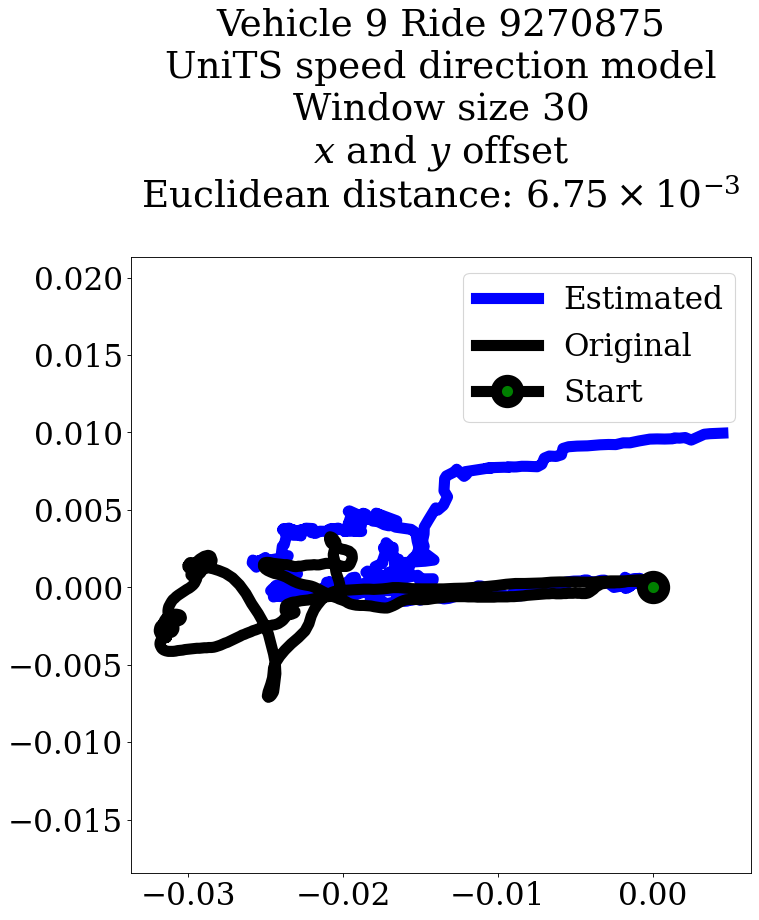 Vehicle 9 Ride 9270875
UniTS speed direction model
Window size 30
x and y offset
Euclidean distance: 6.75 × 10⁻³
Estimated
Original
Start
0.020
0.015
0.010
0.005
0.000
−0.005
−0.010
−0.015
−0.03
−0.02
−0.01
0.00